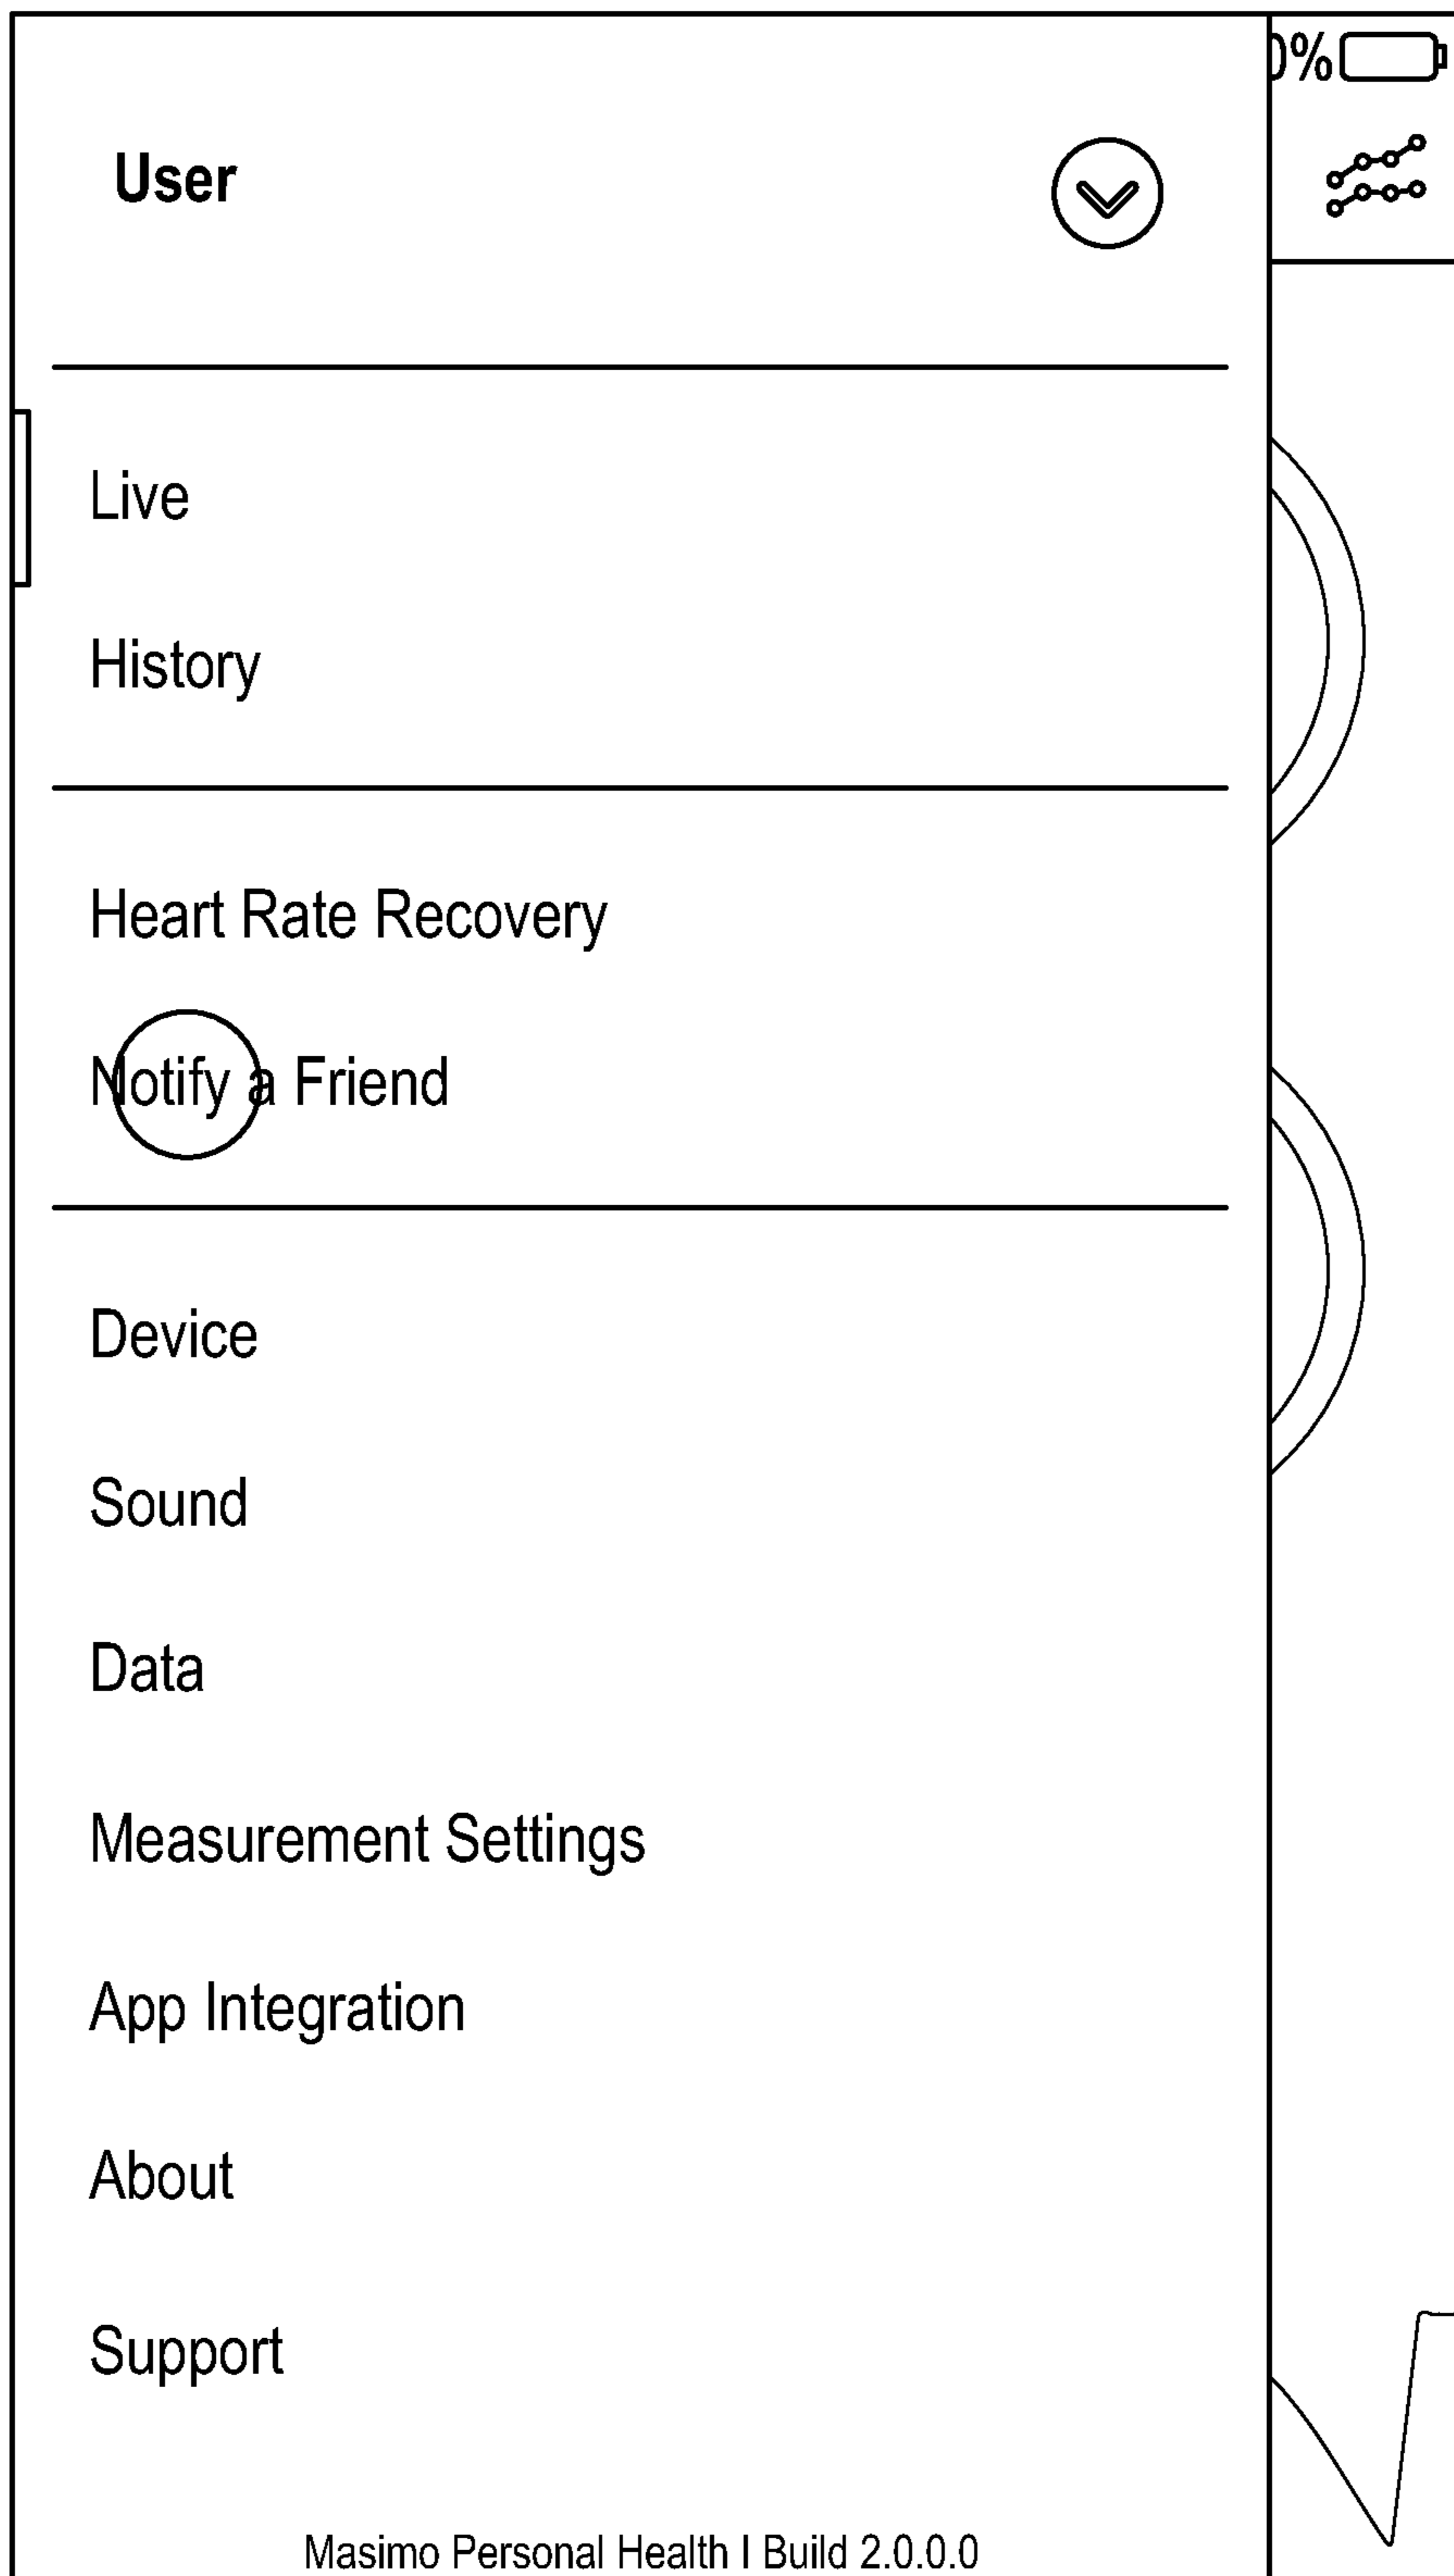 0%
User
Live
History
Heart Rate Recovery
Notify a Friend
Device
Sound
Data
Measurement Settings
App Integration
About
Support
Masimo Personal Health I Build 2.0.0.0